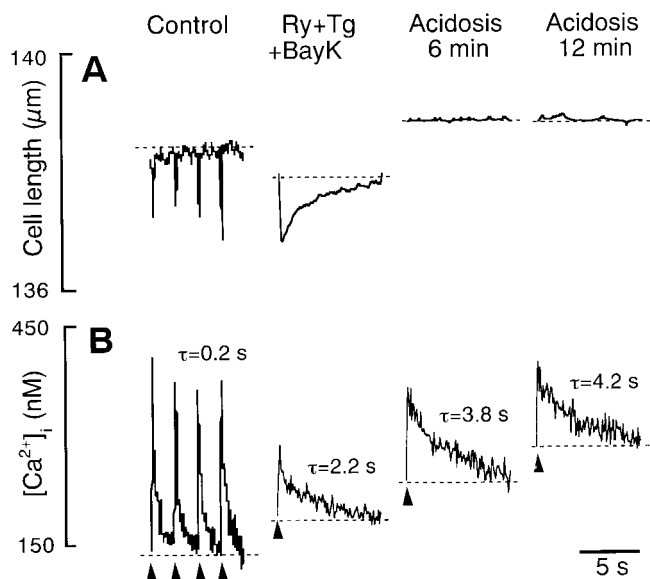 Control
Ry+Tg
+BayK
Acidosis
6 min
Acidosis
12 min
A
140
Cell length (μm)
136
B
450
[Ca²⁺]ᵢ (nM)
150
τ=0.2 s
τ=2.2 s
τ=3.8 s
τ=4.2 s
5 s